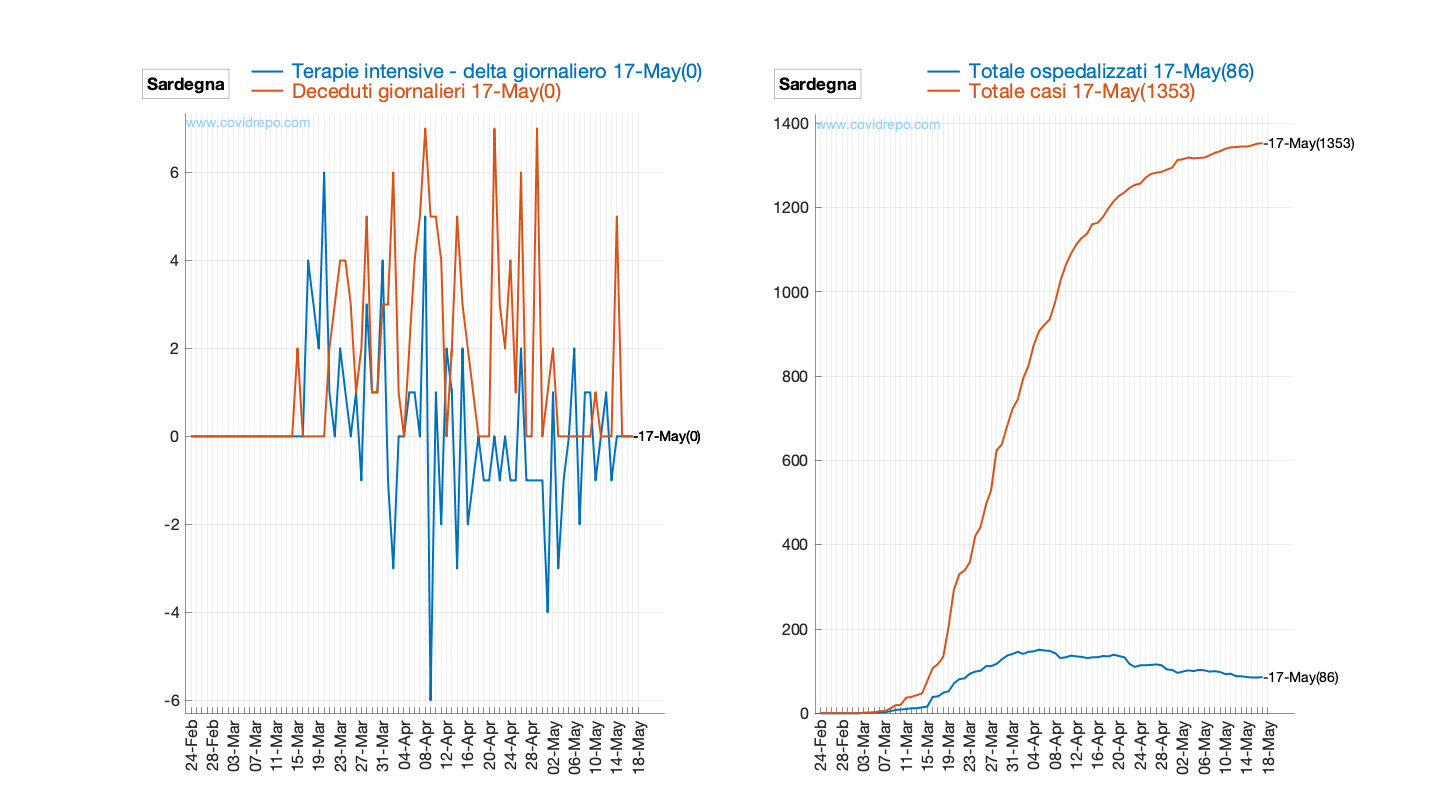 Sardegna
Terapie intensive - delta giornaliero 17-May(0)
Deceduti giornalieri 17-May(0)
www.covidrepo.com
6
4
2
0
-2
-4
-6
-17-May(0)
24-Feb
28-Feb
03-Mar
07-Mar
11-Mar
15-Mar
19-Mar
23-Mar
27-Mar
31-Mar
04-Apr
08-Apr
12-Apr
16-Apr
20-Apr
24-Apr
28-Apr
02-May
06-May
10-May
14-May
18-May
Sardegna
Totale ospedalizzati 17-May(86)
Totale casi 17-May(1353)
www.covidrepo.com
1400
1200
1000
800
600
400
200
0
-17-May(1353)
-17-May(86)
24-Feb
28-Feb
03-Mar
07-Mar
11-Mar
15-Mar
19-Mar
23-Mar
27-Mar
31-Mar
04-Apr
08-Apr
12-Apr
16-Apr
20-Apr
24-Apr
28-Apr
02-May
06-May
10-May
14-May
18-May